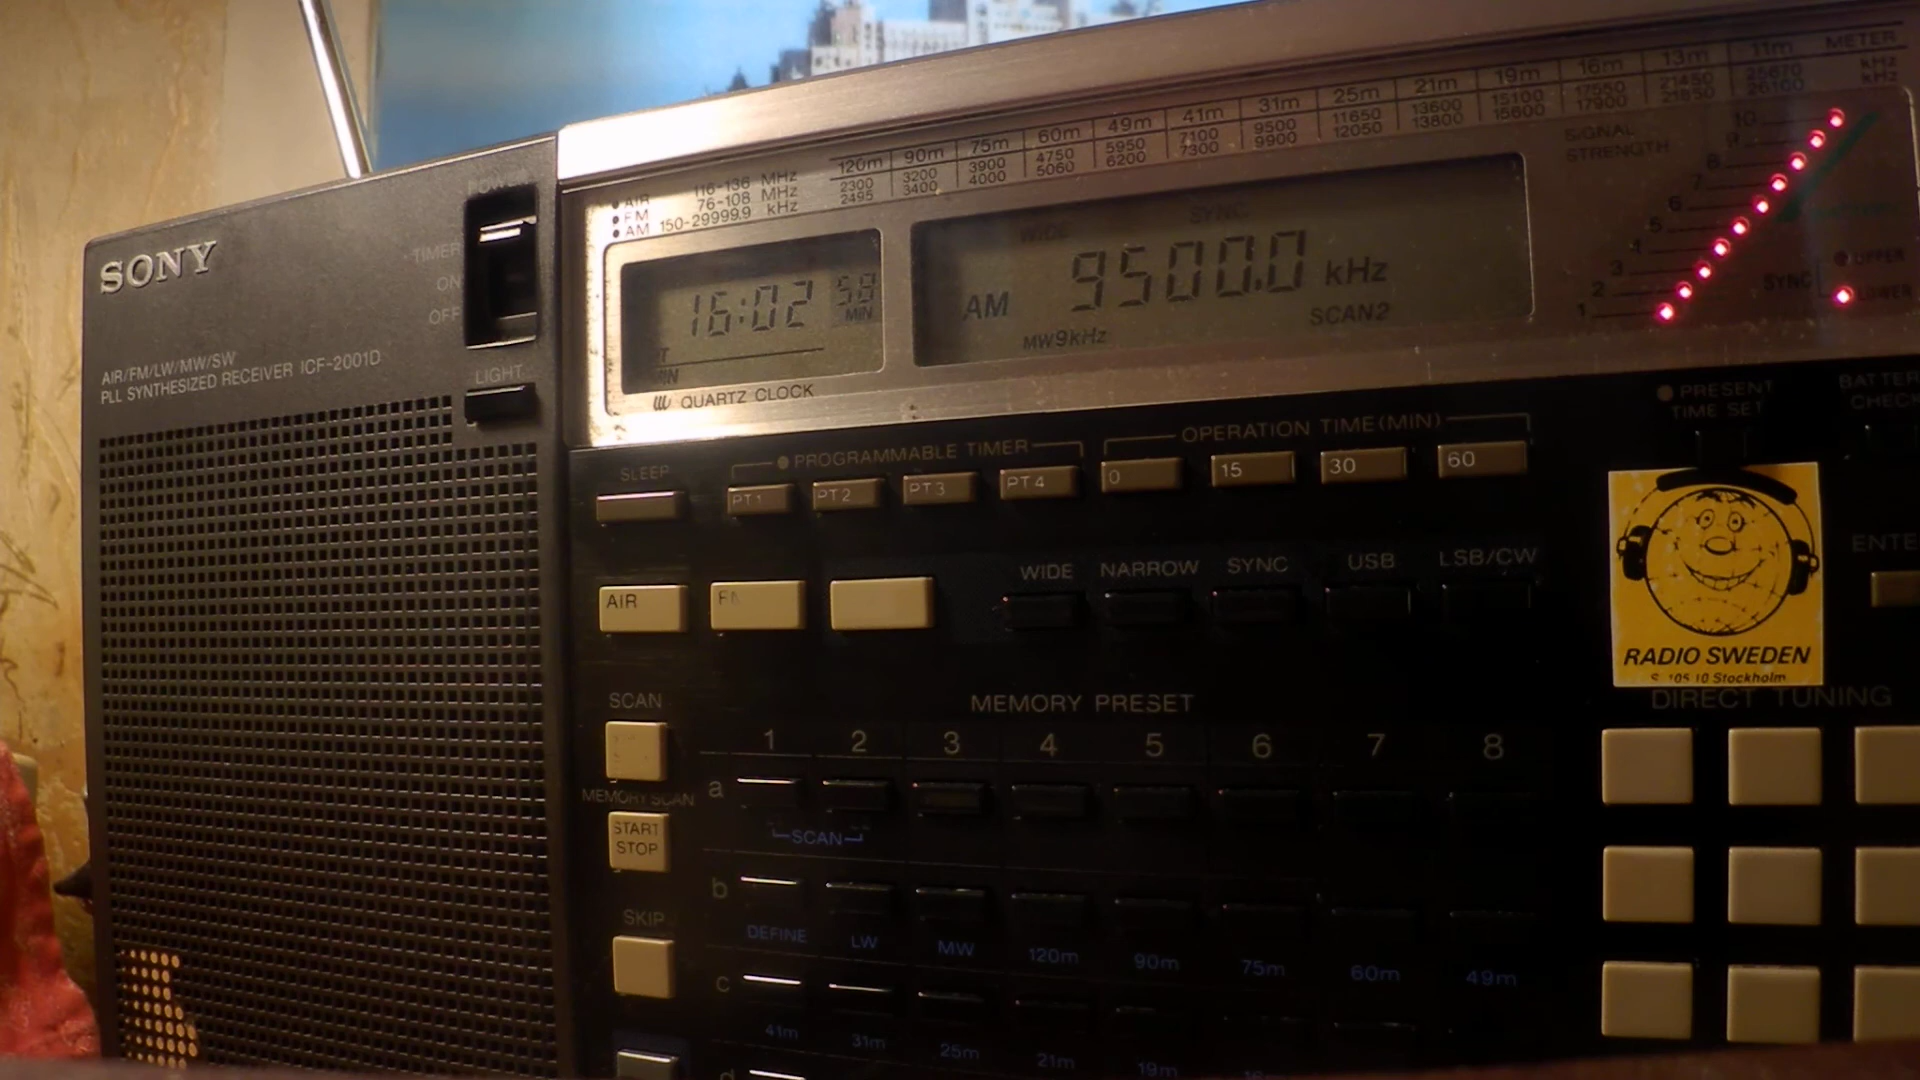 SONY
AIR/FM/LW/MW/SW
PLL SYNTHESIZED RECEIVER ICF-2001D
POWER
TIMER
ON
OFF
LIGHT
AIR 116-136 MHz
FM 76-108 MHz
AM 150-29999.9 kHz
120m 90m 75m 60m 49m 41m 31m 25m 21m 19m 16m 13m 11m METER
2300 3200 3900 4750 5950 7100 9500 11650 13600 15100 17550 21450 25670 kHz
2495 3400 4000 5060 6200 7300 9900 12050 13800 15600 17900 21850 26100 kHz
16:02 58
MIN
QUARTZ CLOCK
WIDE SYNC
AM 9500.0 kHz
MW9kHz SCAN2
SIGNAL
STRENGTH
10
9
8
7
6
5
4
3
2
1
SYNC
UPPER
LOWER
SLEEP
PROGRAMMABLE TIMER
PT1 PT2 PT3 PT4
OPERATION TIME(MIN)
0 15 30 60
PRESENT
TIME SET
AIR
WIDE NARROW SYNC USB LSB/CW
RADIO SWEDEN
S 105 10 Stockholm
DIRECT TUNING
SCAN
MEMORY SCAN
START
STOP
SKIP
MEMORY PRESET
1 2 3 4 5 6 7 8
a
SCAN
b
DEFINE LW MW 120m 90m 75m 60m 49m
c
41m 31m 25m 21m 19m
d